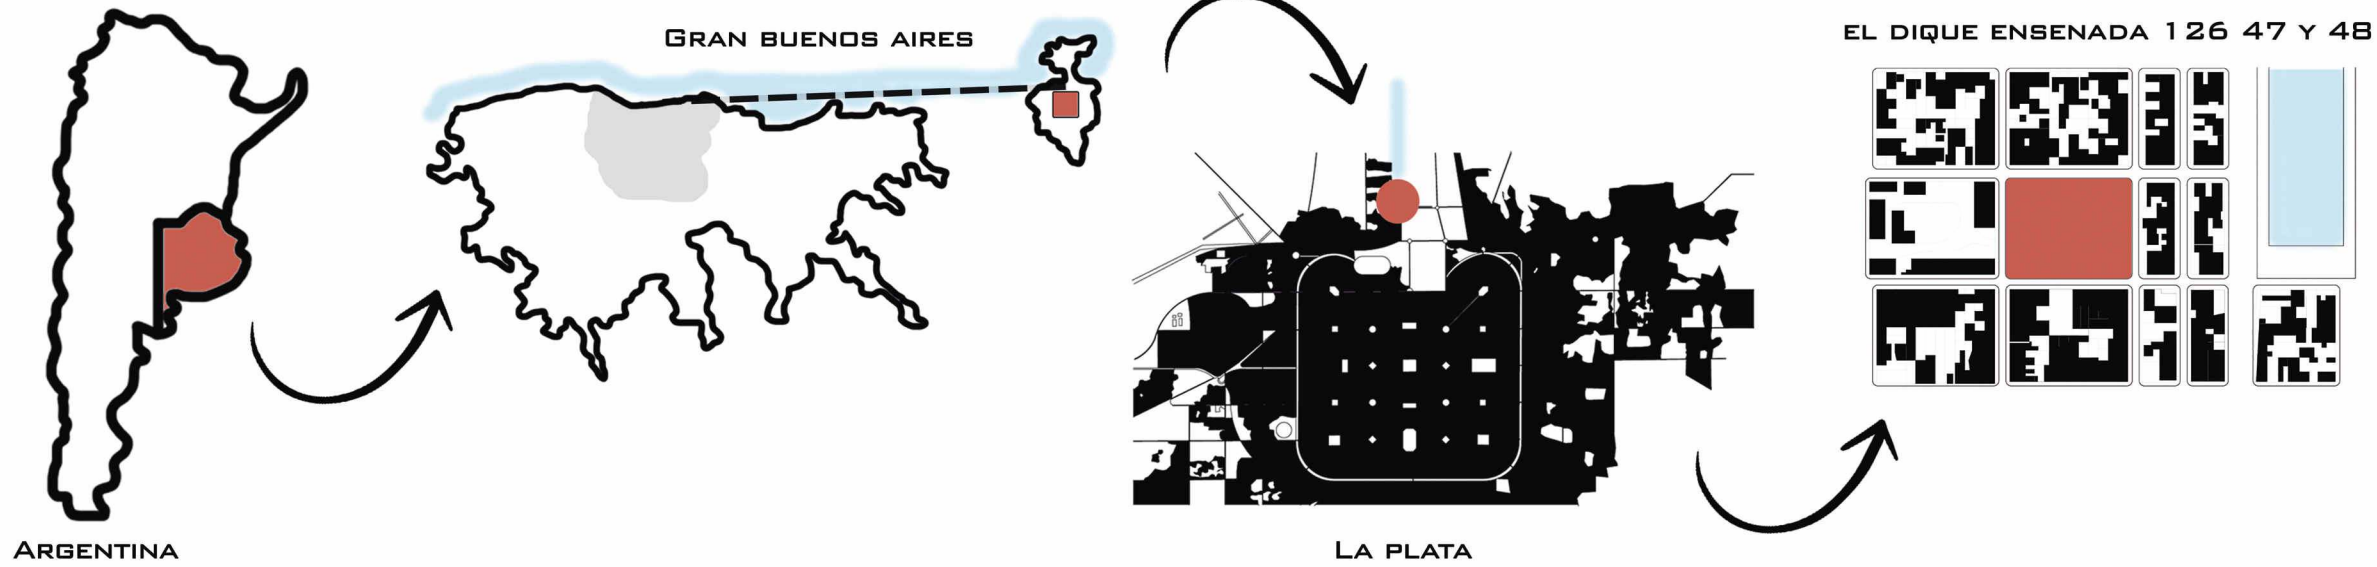 GRAN BUENOS AIRES
EL DIQUE ENSENADA 126 47 Y 48
ARGENTINA
LA PLATA